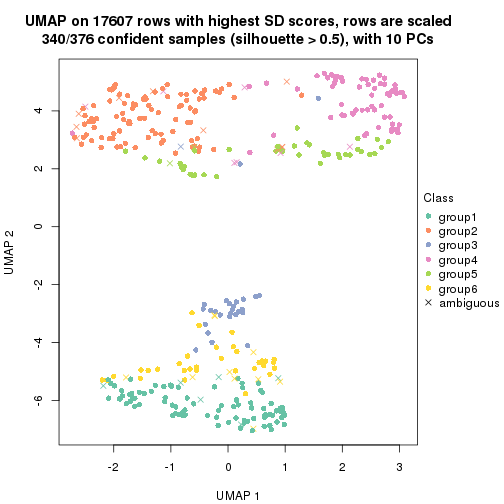 UMAP on 17607 rows with highest SD scores, rows are scaled
340/376 confident samples (silhouette > 0.5), with 10 PCs
4
2
0
-2
-4
-6
UMAP 2
-2
-1
0
1
2
3
UMAP 1
Class
group1
group2
group3
group4
group5
group6
ambiguous